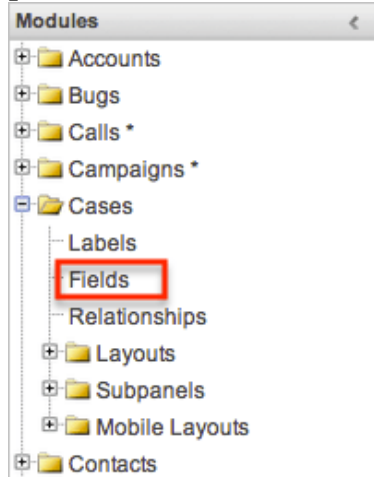 Modules
Accounts
Bugs
Calls *
Campaigns *
Cases
Labels
Fields
Relationships
Layouts
Subpanels
Mobile Layouts
Contacts